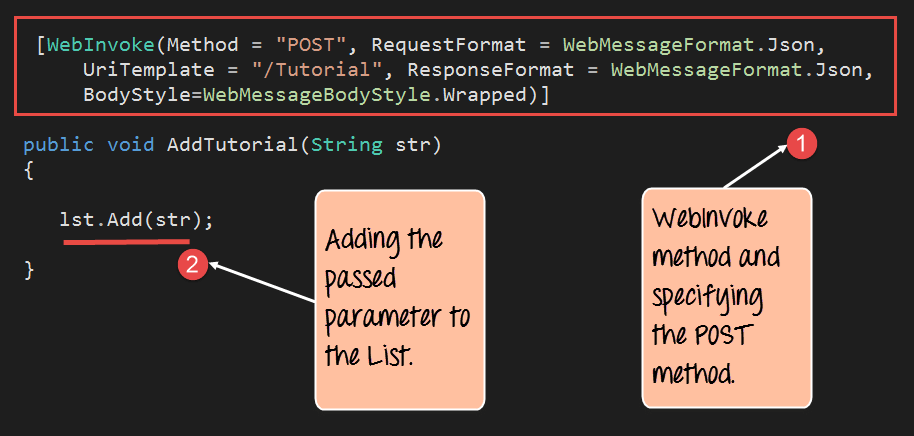 [WebInvoke(Method = "POST", RequestFormat = WebMessageFormat.Json,
UriTemplate = "/Tutorial", ResponseFormat = WebMessageFormat.Json,
BodyStyle=WebMessageBodyStyle.Wrapped)]
public void AddTutorial(String str)
{
lst.Add(str);
}
1
WebInvoke
method and
specifying
the POST
method.
2
Adding the
passed
parameter to
the List.